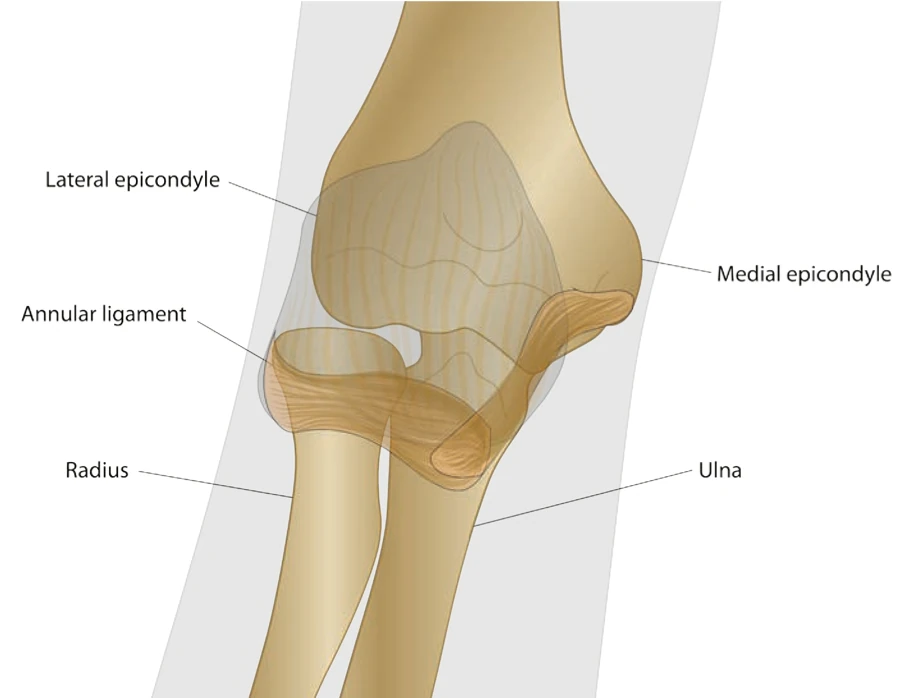 Lateral epicondyle
Medial epicondyle
Annular ligament
Radius
Ulna